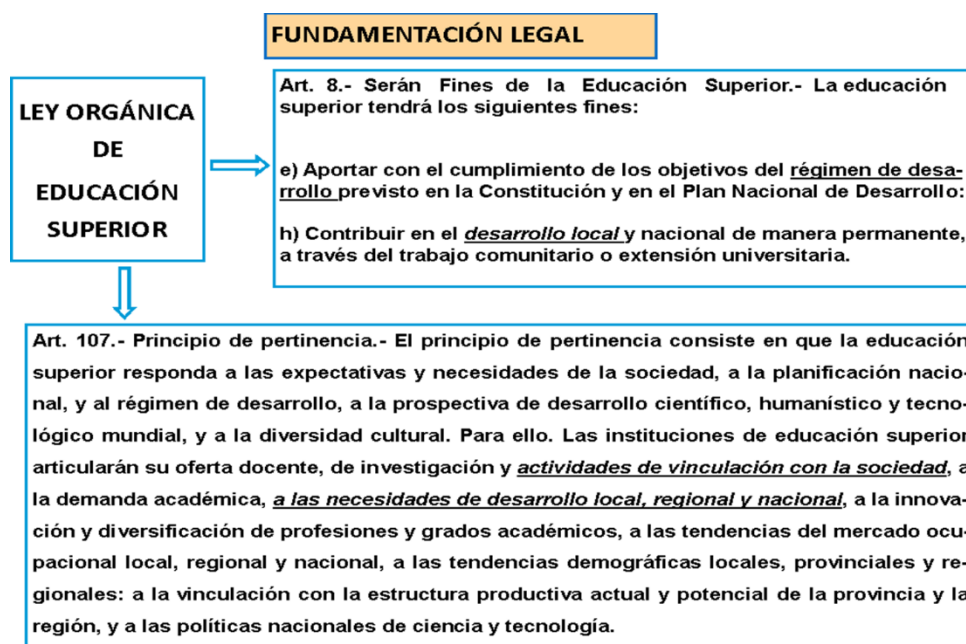 FUNDAMENTACIÓN LEGAL
LEY ORGÁNICA
DE
EDUCACIÓN
SUPERIOR
Art. 8.- Serán Fines de la Educación Superior.- La educación
superior tendrá los siguientes fines:
e) Aportar con el cumplimiento de los objetivos del régimen de desa-
rrollo previsto en la Constitución y en el Plan Nacional de Desarrollo:
h) Contribuir en el desarrollo local y nacional de manera permanente,
a través del trabajo comunitario o extensión universitaria.
Art. 107.- Principio de pertinencia.- El principio de pertinencia consiste en que la educación
superior responda a las expectativas y necesidades de la sociedad, a la planificación nacio-
nal, y al régimen de desarrollo, a la prospectiva de desarrollo científico, humanístico y tecno-
lógico mundial, y a la diversidad cultural. Para ello. Las instituciones de educación superior
articularán su oferta docente, de investigación y actividades de vinculación con la sociedad, a
la demanda académica, a las necesidades de desarrollo local, regional y nacional, a la innova-
ción y diversificación de profesiones y grados académicos, a las tendencias del mercado ocu-
pacional local, regional y nacional, a las tendencias demográficas locales, provinciales y re-
gionales: a la vinculación con la estructura productiva actual y potencial de la provincia y la
región, y a las políticas nacionales de ciencia y tecnología.